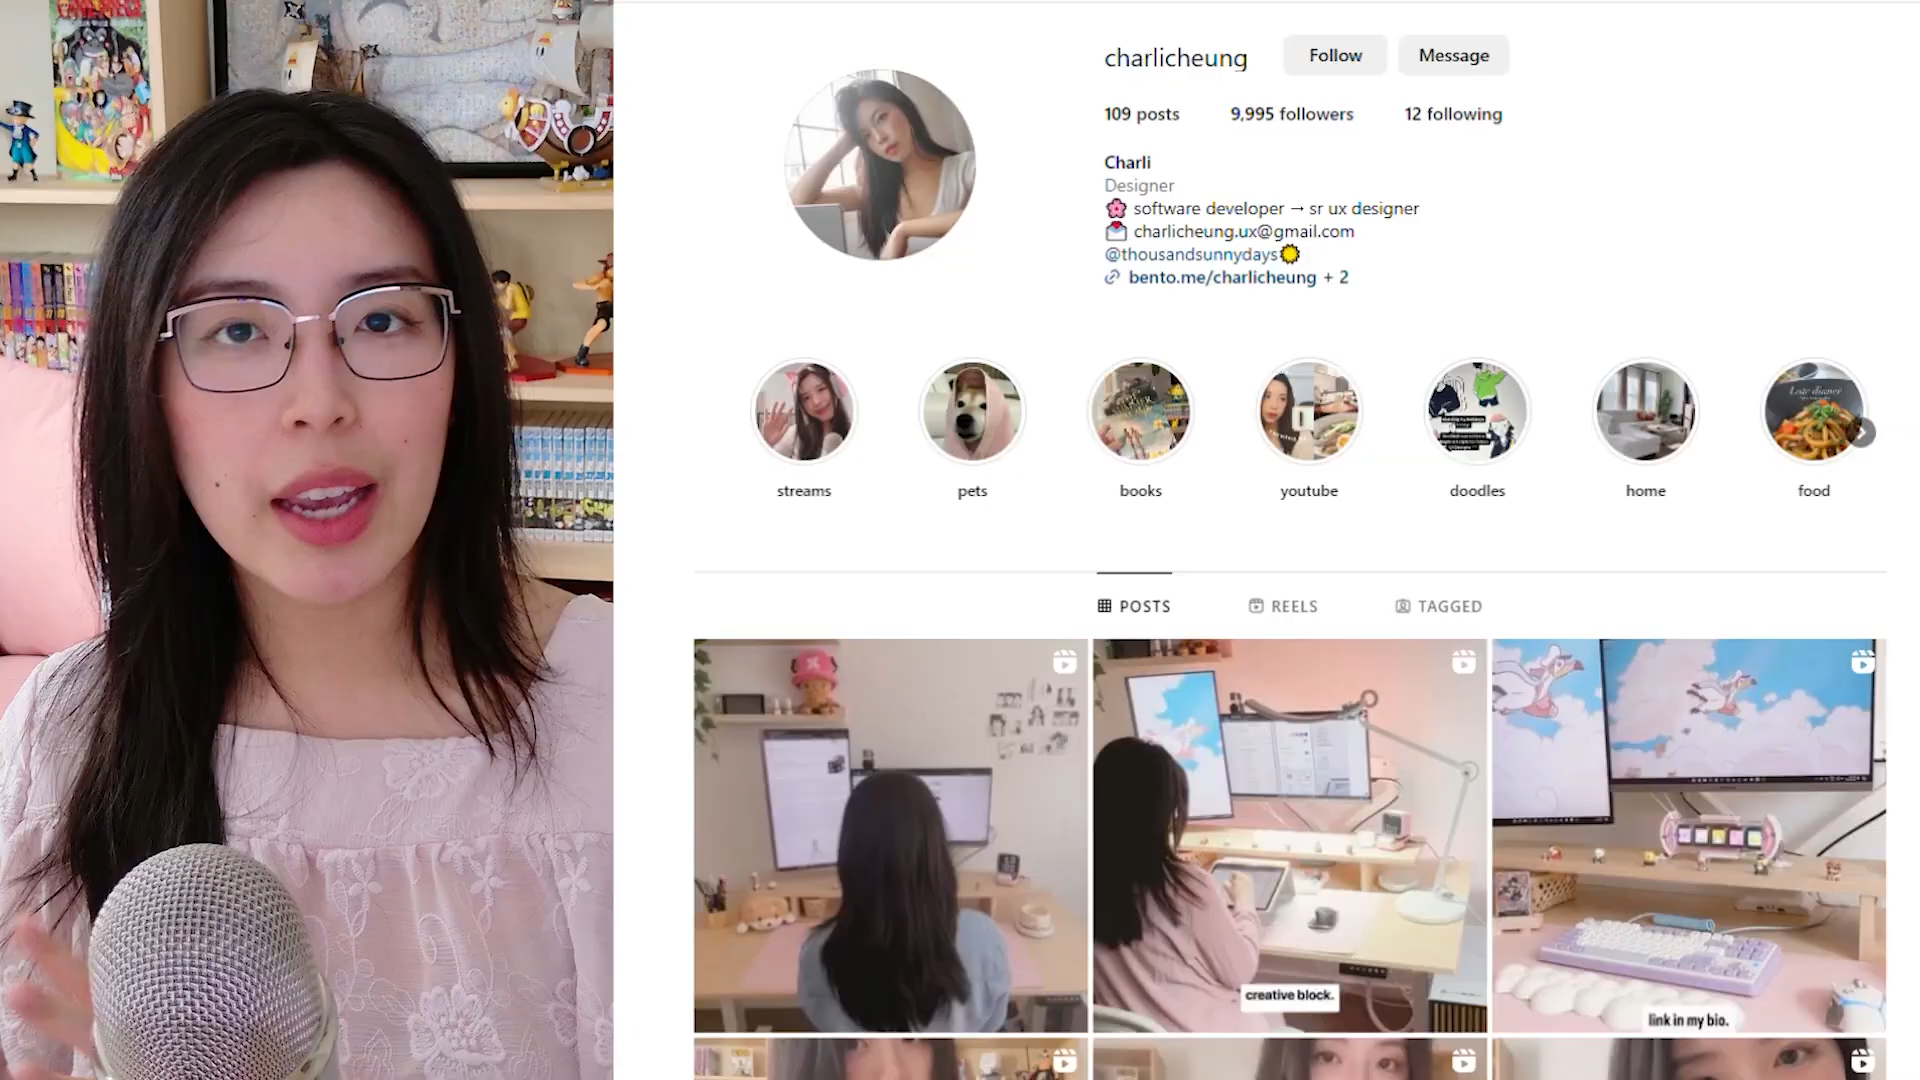 charlicheung Follow Message
109 posts 9,995 followers 12 following
Charli
Designer
software developer → sr ux designer
charlicheung.ux@gmail.com
@thousandsunnydays
bento.me/charlicheung + 2
streams pets books youtube doodles home food
POSTS REELS TAGGED
creative block.
link in my bio.